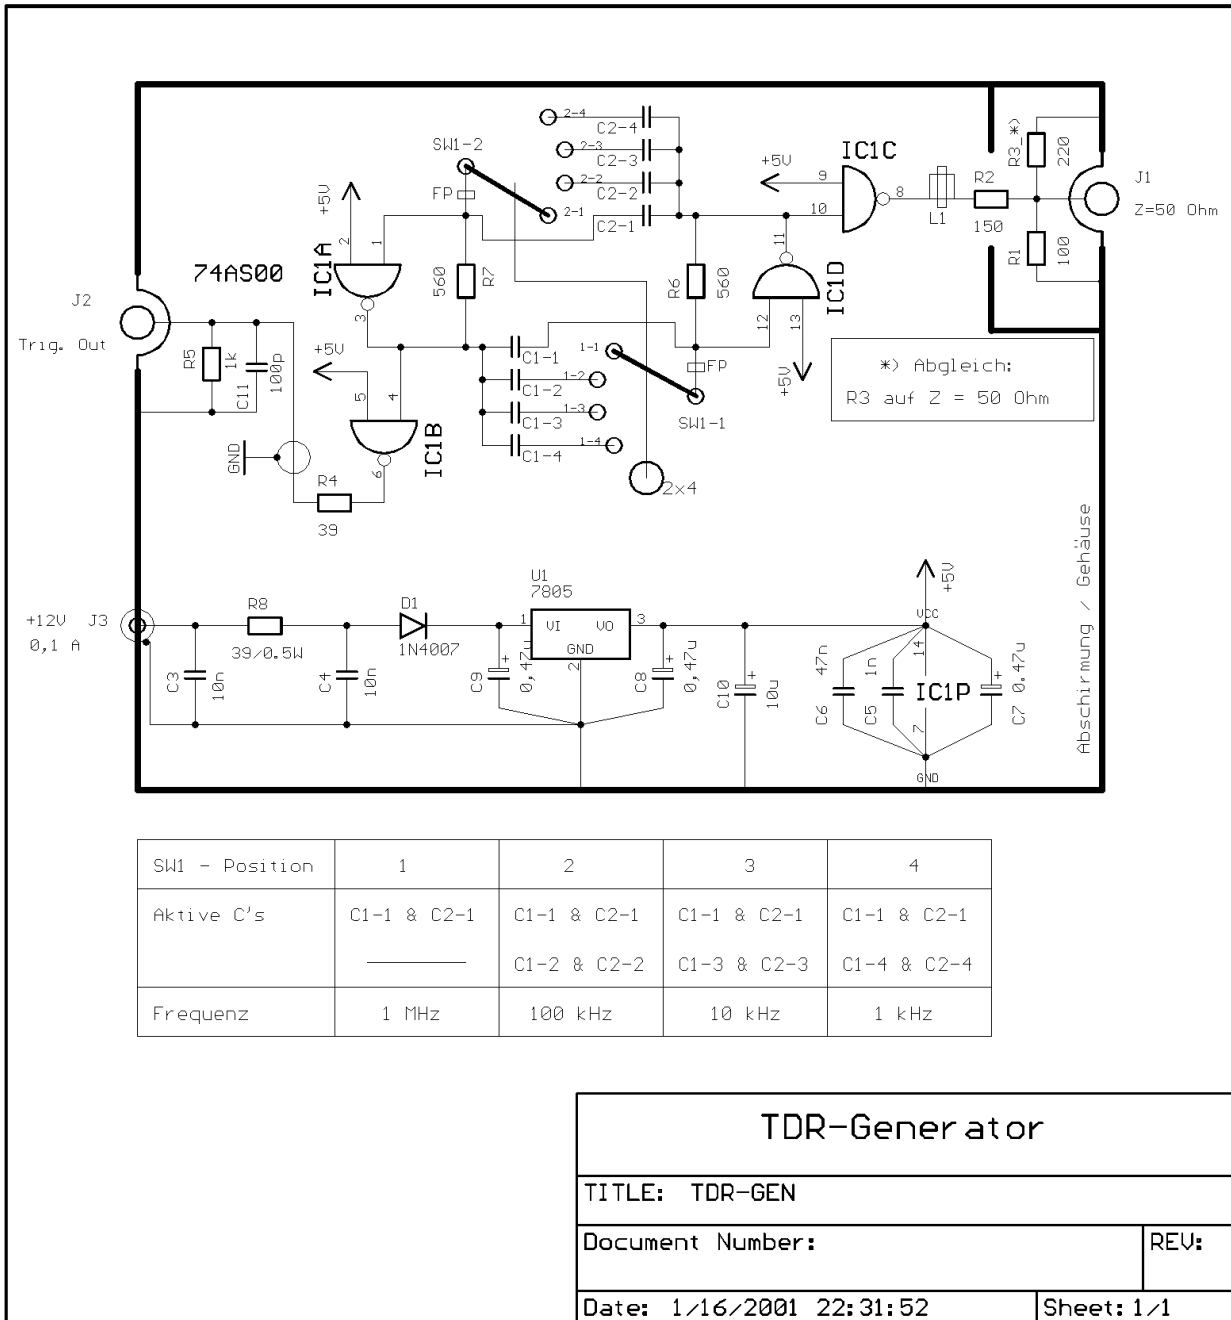 2-4
C2-4
SW1-2
2-3
C2-3
2-2
C2-2
FP
2-1
C2-1
+5V
2
1
IC1A
3
74AS00
560
R7
R6
560
+5V
9
10
IC1C
8
L1
R2
150
R3_*)
220
R1
100
J1
Z=50 Ohm
11
IC1D
12
13
+5V
J2
Trig. Out
R5
1k
C11
100p
+5V
5
4
IC1B
6
GND
R4
39
C1-1
1-1
C1-2
1-2
C1-3
1-3
C1-4
1-4
FP
SW1-1
2x4
*) Abgleich:
R3 auf Z = 50 Ohm
Abschirmung / Gehäuse
+12V J3
0,1 A
R8
39/0.5W
C3
10n
C4
10n
D1
1N4007
C9
+
0,47u
U1
7805
1
VI
VO
3
GND
2
C8
+
0,47u
C10
+
10u
+5V
VCC
14
47n
C6
1n
C5
IC1P
7
GND
+
0.47u
C7
SW1 - Position 1 2 3 4
Aktive C's C1-1 & C2-1 C1-1 & C2-1 C1-1 & C2-1 C1-1 & C2-1
C1-2 & C2-2 C1-3 & C2-3 C1-4 & C2-4
Frequenz 1 MHz 100 kHz 10 kHz 1 kHz
TDR-Generator
TITLE: TDR-GEN
Document Number:
REV:
Date: 1/16/2001 22:31:52
Sheet: 1/1